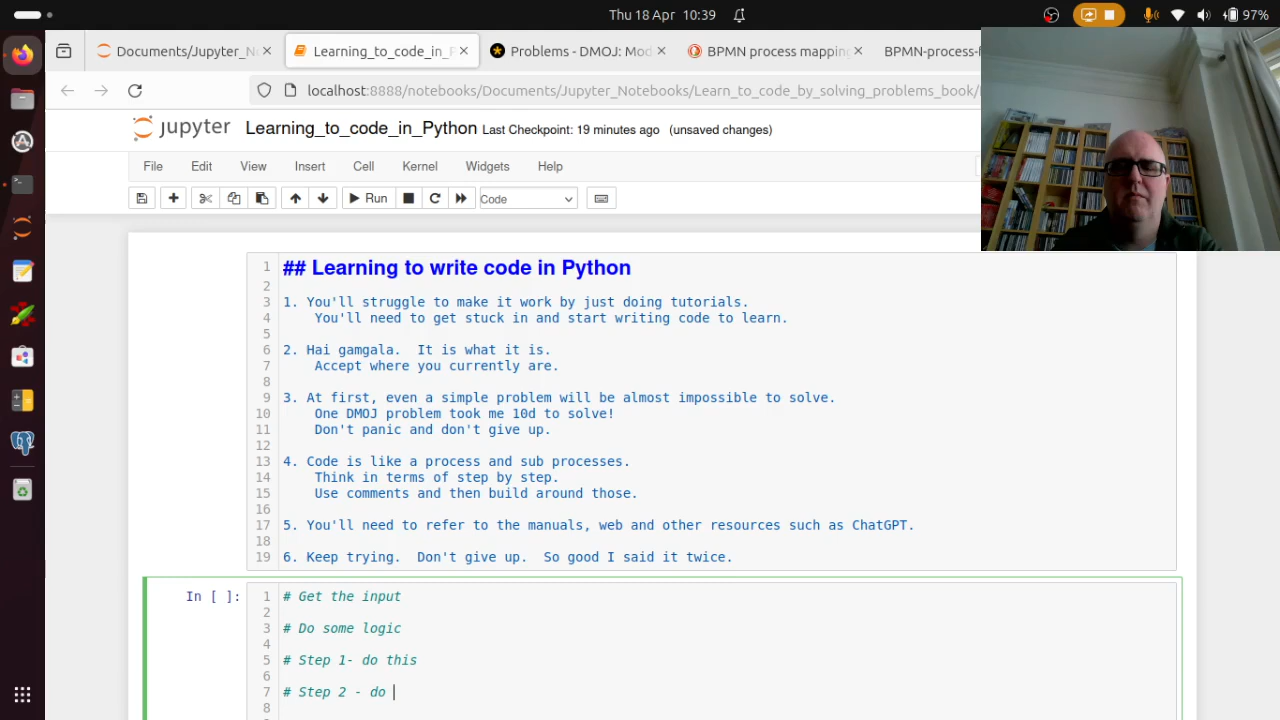 Thu 18 Apr 10:39
97%
Documents/Jupyter_N
Learning_to_code_in_P
Problems - DMOJ: Mod
BPMN process mapping
BPMN-process-
localhost:8888/notebooks/Documents/Jupyter_Notebooks/Learn_to_code_by_solving_problems_book/
jupyter Learning_to_code_in_Python Last Checkpoint: 19 minutes ago (unsaved changes)
File Edit View Insert Cell Kernel Widgets Help
Run Code
1 ## Learning to write code in Python
2
3 1. You'll struggle to make it work by just doing tutorials.
4 You'll need to get stuck in and start writing code to learn.
5
6 2. Hai gamgala. It is what it is.
7 Accept where you currently are.
8
9 3. At first, even a simple problem will be almost impossible to solve.
10 One DMOJ problem took me 10d to solve!
11 Don't panic and don't give up.
12
13 4. Code is like a process and sub processes.
14 Think in terms of step by step.
15 Use comments and then build around those.
16
17 5. You'll need to refer to the manuals, web and other resources such as ChatGPT.
18
19 6. Keep trying. Don't give up. So good I said it twice.
In [ ]:
1 # Get the input
2
3 # Do some logic
4
5 # Step 1- do this
6
7 # Step 2 - do
8